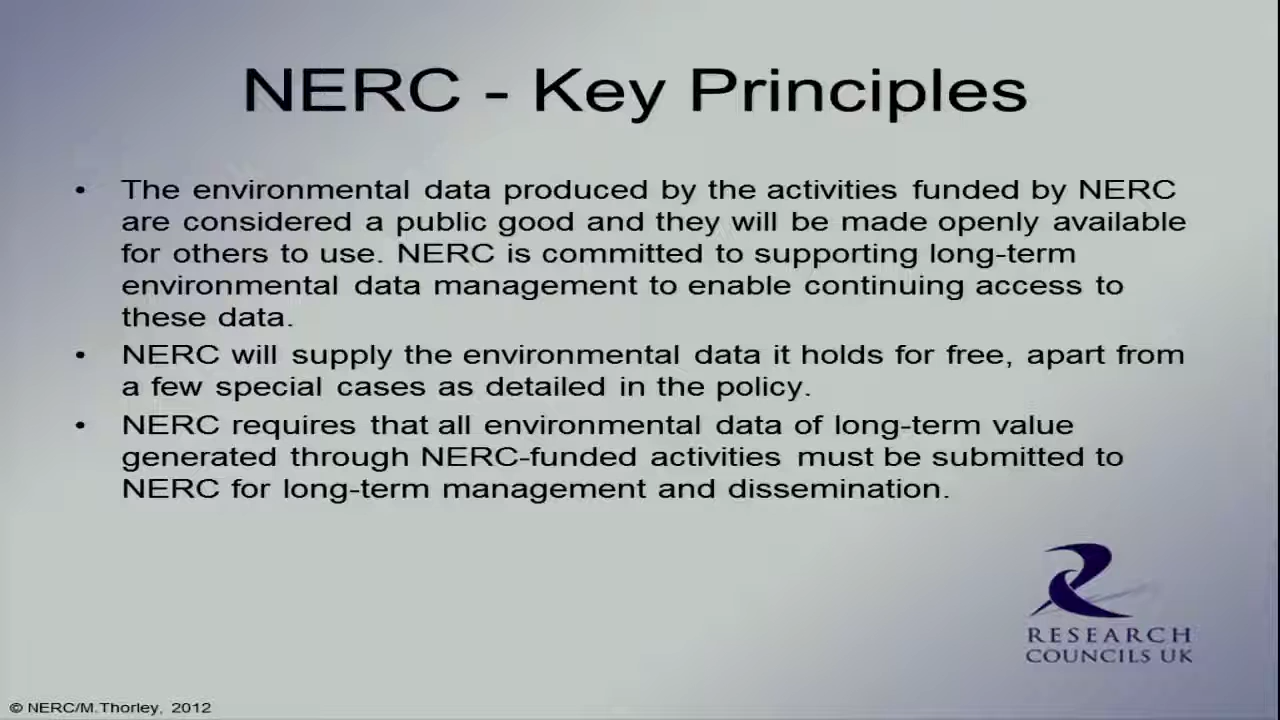 NERC - Key Principles
• The environmental data produced by the activities funded by NERC
are considered a public good and they will be made openly available
for others to use. NERC is committed to supporting long-term
environmental data management to enable continuing access to
these data.
• NERC will supply the environmental data it holds for free, apart from
a few special cases as detailed in the policy.
• NERC requires that all environmental data of long-term value
generated through NERC-funded activities must be submitted to
NERC for long-term management and dissemination.
RESEARCH
COUNCILS UK
© NERC/M.Thorley, 2012